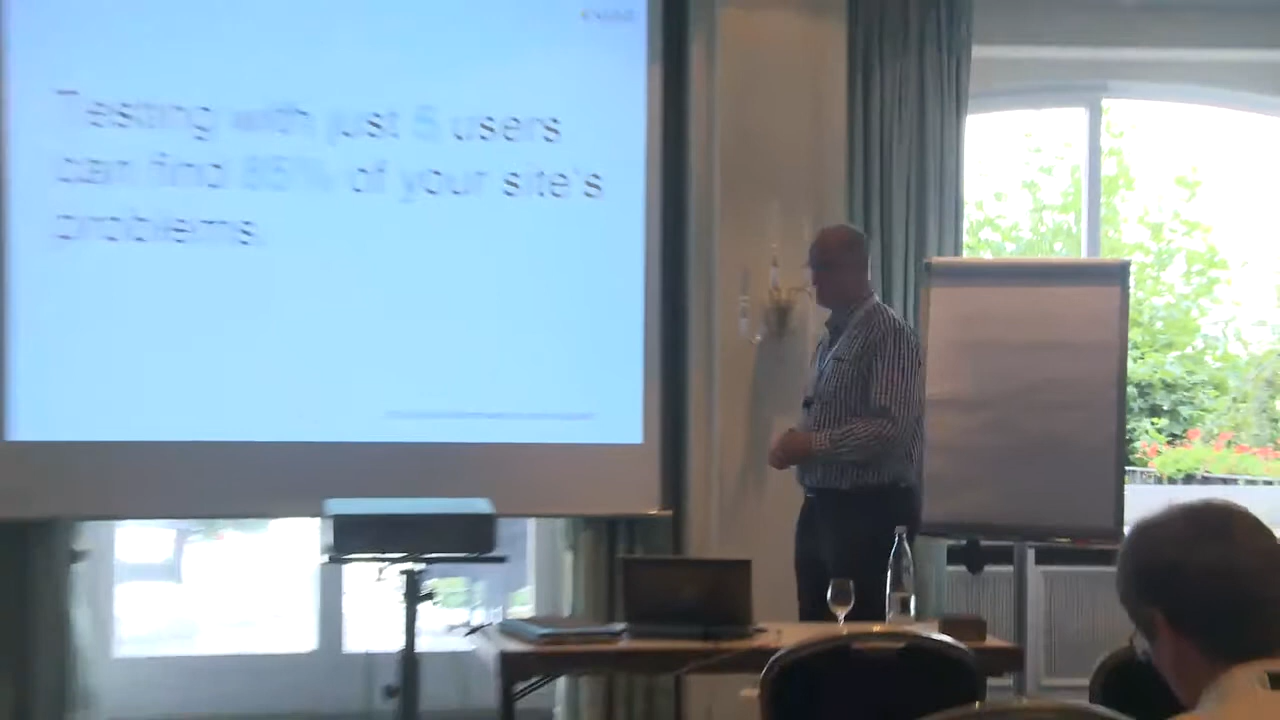 Testing with just 5 users
can find 85% of your site's
problems.